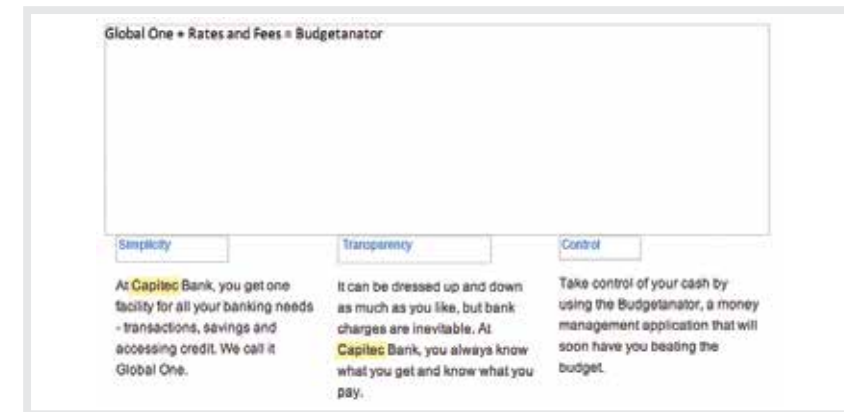 Global One + Rates and Fees = Budgetanator
Simplicity
At Capitec Bank, you get one
facility for all your banking needs
- transactions, savings and
accessing credit. We call it
Global One.
Transparency
It can be dressed up and down
as much as you like, but bank
charges are inevitable. At
Capitec Bank, you always know
what you get and know what you
pay.
Control
Take control of your cash by
using the Budgetanator, a money
management application that will
soon have you beating the
budget.